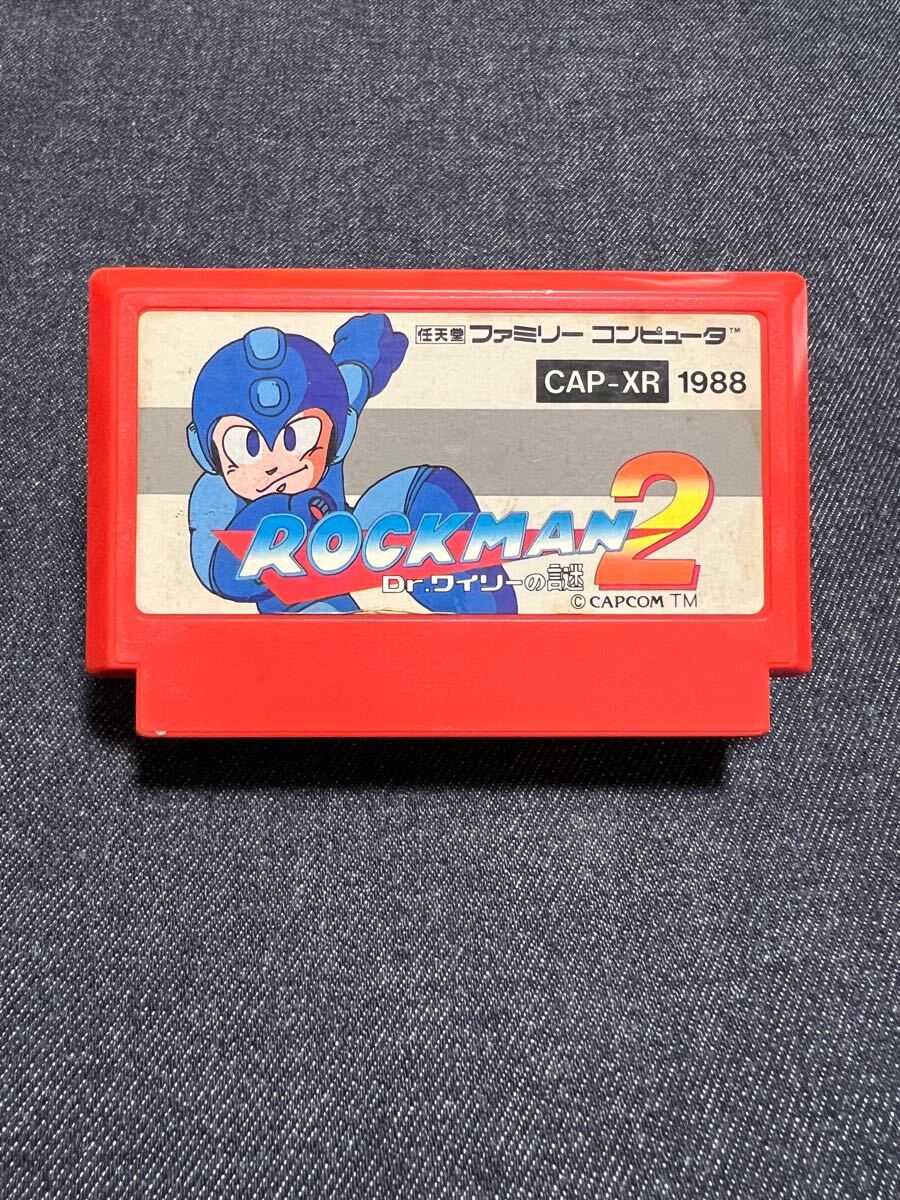 任天堂 ファミリー コンピュータ™
CAP-XR 1988
ROCKMAN 2
Dr.ワイリーの謎
© CAPCOM TM